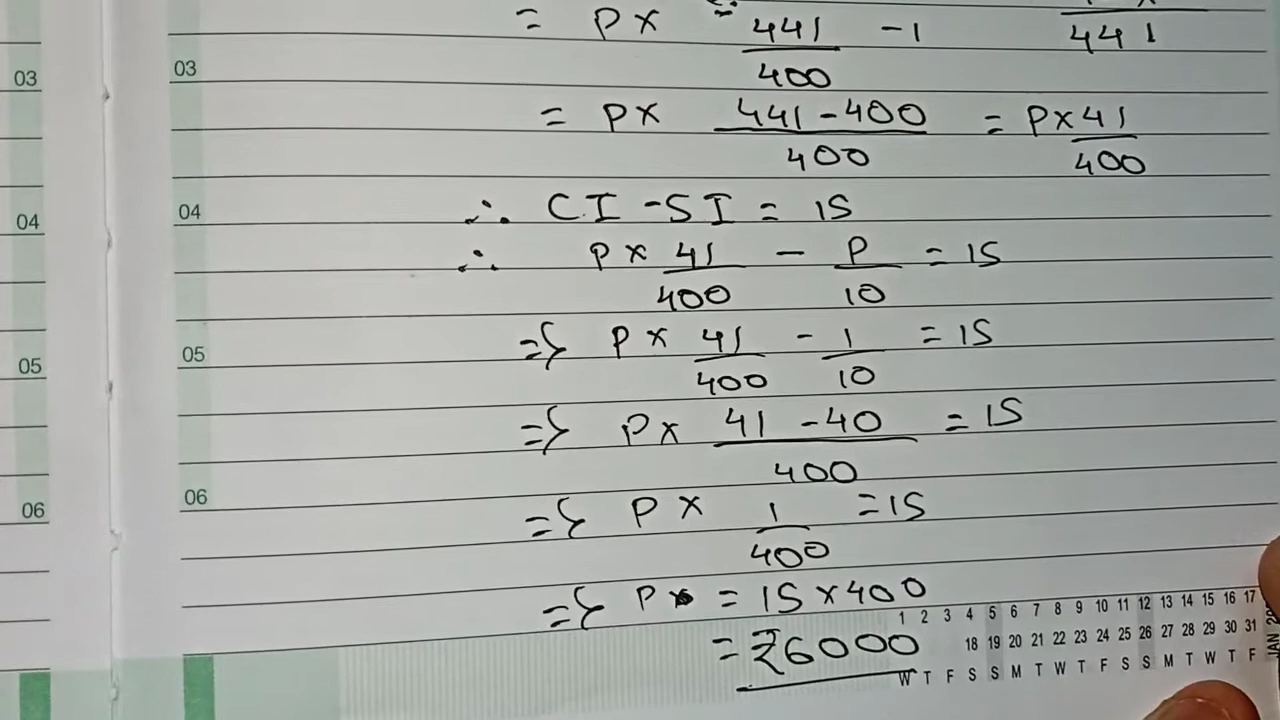 = P× 441/400 - 1
441
03 03
= P× 441-400/400 = P×41/400
04 04
∴ CI - SI = 15
∴ P× 41/400 - P/10 = 15
05 05
=} P× 41/400 - 1/10 = 15
=} P× 41-40/400 = 15
06 06
=} P× 1/400 = 15
=} P = 15×400
= ₹6000
1 2 3 4 5 6 7 8 9 10 11 12 13 14 15 16 17
18 19 20 21 22 23 24 25 26 27 28 29 30 31
W T F S S M T W T F S S M T W T F
JAN